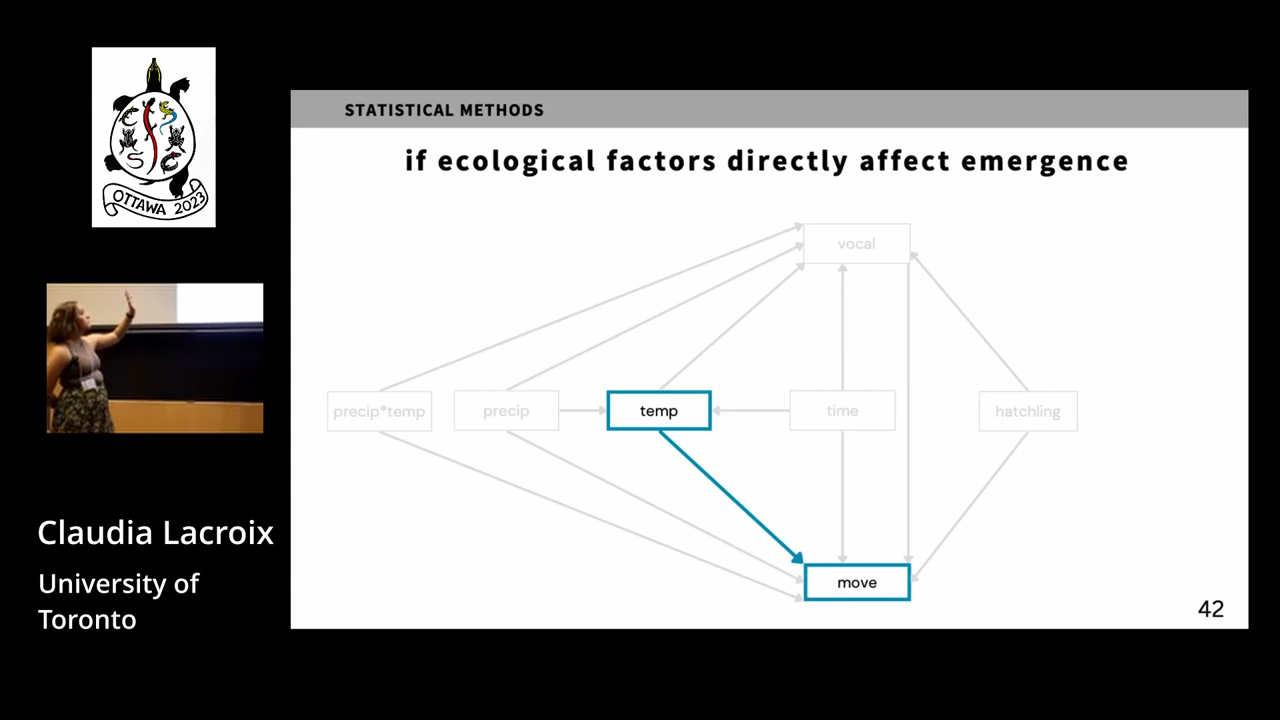 OTTAWA 2023
Claudia Lacroix
University of
Toronto
STATISTICAL METHODS
if ecological factors directly affect emergence
vocal
precip*temp
precip
temp
time
hatchling
move
42